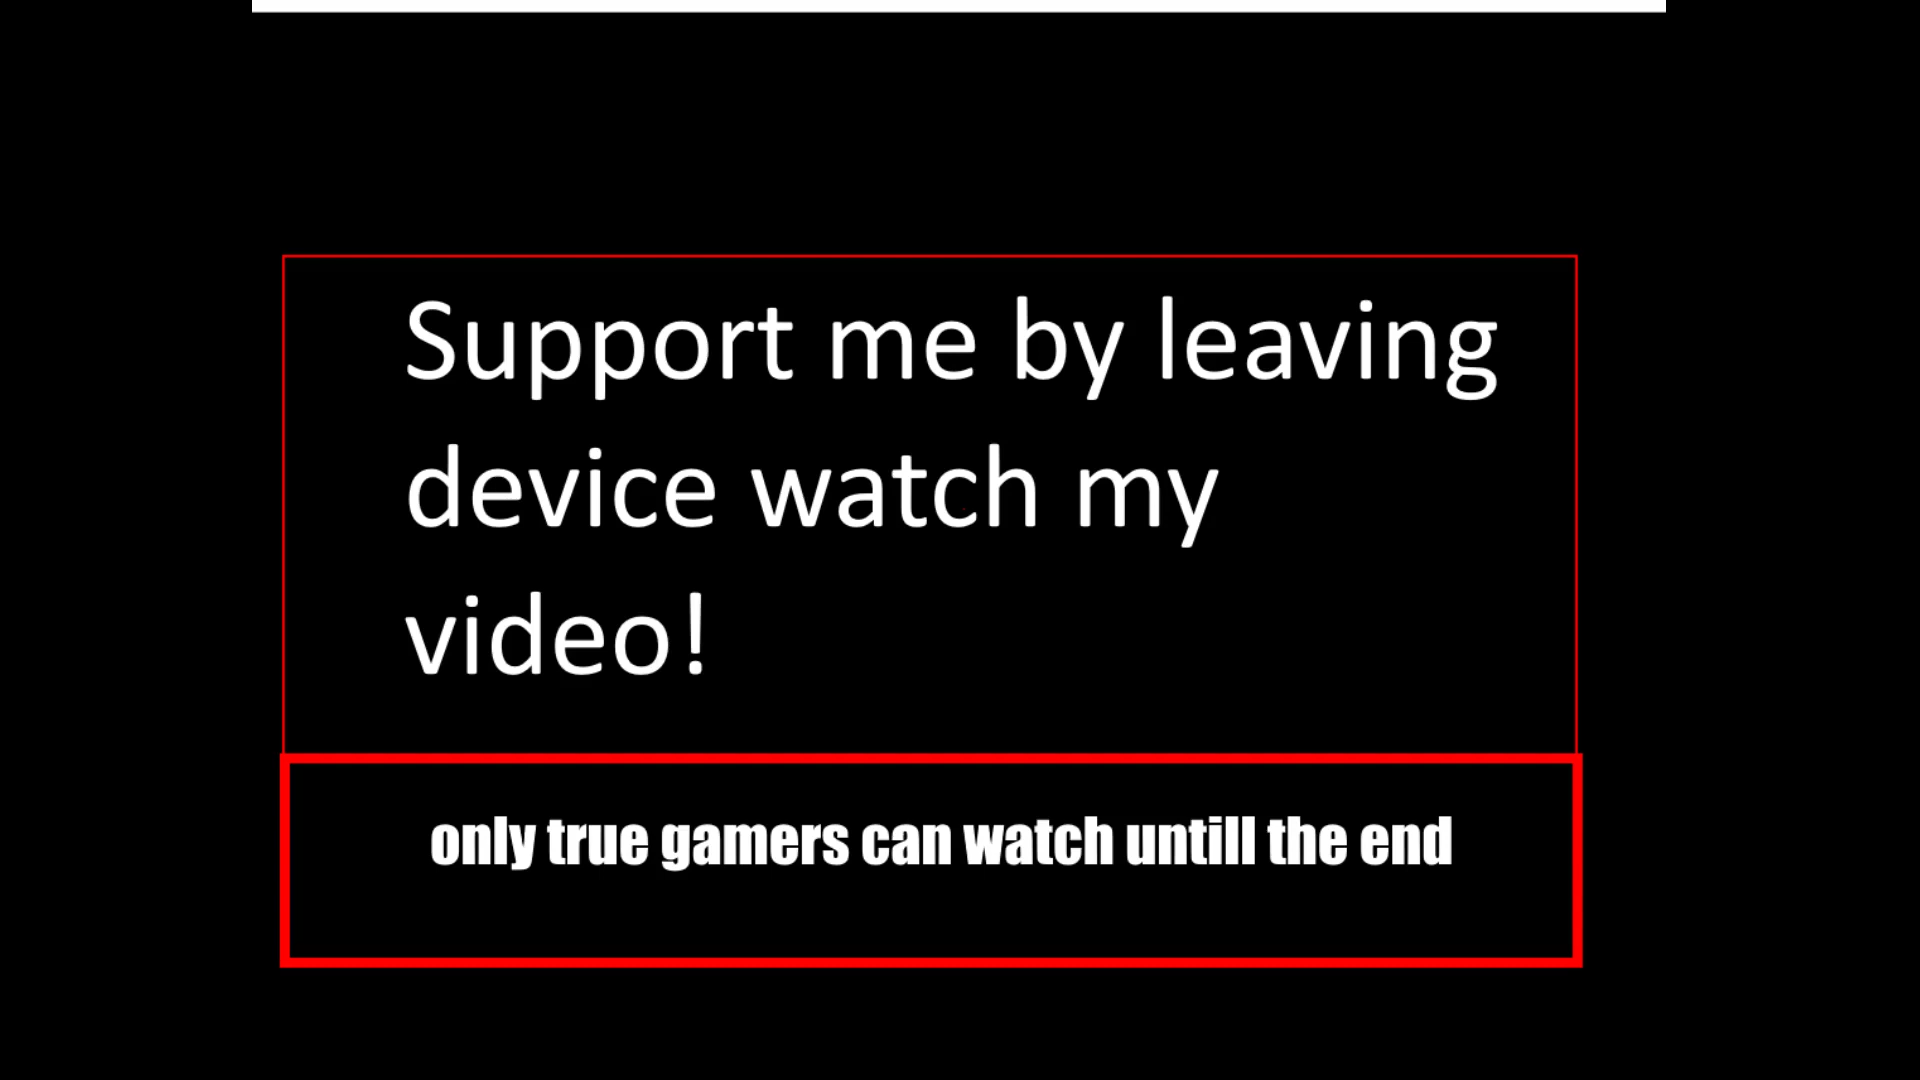 Support me by leaving
device watch my
video!
only true gamers can watch untill the end